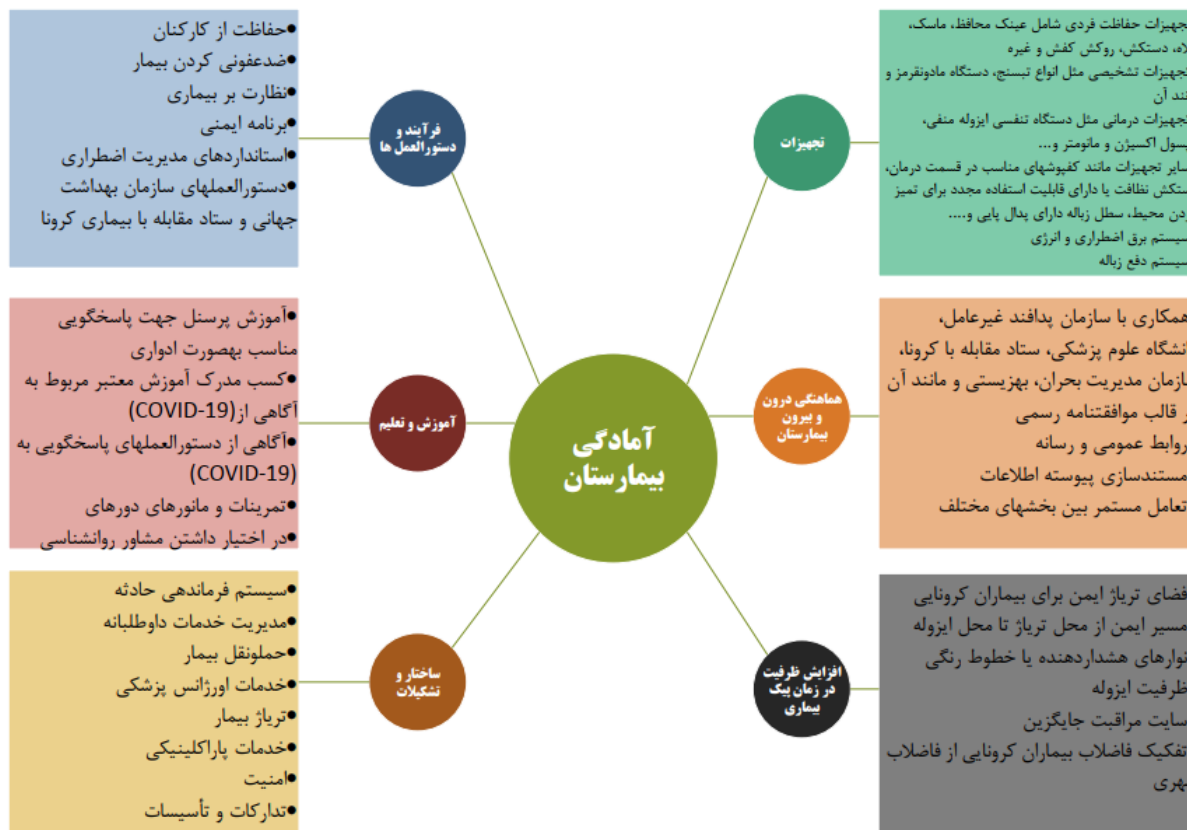 تجهیزات حفاظت فردی شامل عینک محافظ، ماسک،
دستکش، روکش کفش و غیره
تجهیزات تشخیصی مثل انواع تبسنج، دستگاه مادونقرمز و
آن
تجهیزات درمانی مثل دستگاه تنفسی ایزوله منفی،
اکسیژن و مانومتر و...
سایر تجهیزات مانند کفپوشهای مناسب در قسمت درمان،
نظافت یا دارای قابلیت استفاده مجدد برای تمیز
محیط، سطل زباله دارای پدال پایی و....
سیستم برق اضطراری و انرژی
سیستم دفع زباله
تجهیزات
همکاری با سازمان پدافند غیرعامل،
علوم پزشکی، ستاد مقابله با کرونا،
مدیریت بحران، بهزیستی و مانند آن
قالب موافقتنامه رسمی
روابط عمومی و رسانه
مستندسازی پیوسته اطلاعات
تعامل مستمر بین بخشهای مختلف
هماهنگی درون
و بیرون
بیمارستان
فضای تریاژ ایمن برای بیماران کرونایی
مسیر ایمن از محل تریاژ تا محل ایزوله
نوارهای هشداردهنده یا خطوط رنگی
ظرفیت ایزوله
سایت مراقبت جایگزین
تفکیک فاضلاب بیماران کرونایی از فاضلاب
افزایش ظرفیت
در زمان پیک
بیماری
آمادگی
بیمارستان
فرآیند و
دستورالعمل ها
•حفاظت از کارکنان
•ضدعفونی کردن بیمار
•نظارت بر بیماری
•برنامه ایمنی
•استانداردهای مدیریت اضطراری
•دستورالعملهای سازمان بهداشت
جهانی و ستاد مقابله با بیماری کرونا
آموزش و تعلیم
•آموزش پرسنل جهت پاسخگویی
مناسب بهصورت ادواری
•کسب مدرک آموزش معتبر مربوط به
آگاهی از(COVID-19)
•آگاهی از دستورالعملهای پاسخگویی به
(COVID-19)
•تمرینات و مانورهای دورهای
•در اختیار داشتن مشاور روانشناسی
ساختار و
تشکیلات
•سیستم فرماندهی حادثه
•مدیریت خدمات داوطلبانه
•حملونقل بیمار
•خدمات اورژانس پزشکی
•تریاژ بیمار
•خدمات پاراکلینیکی
•امنیت
•تدارکات و تأسیسات